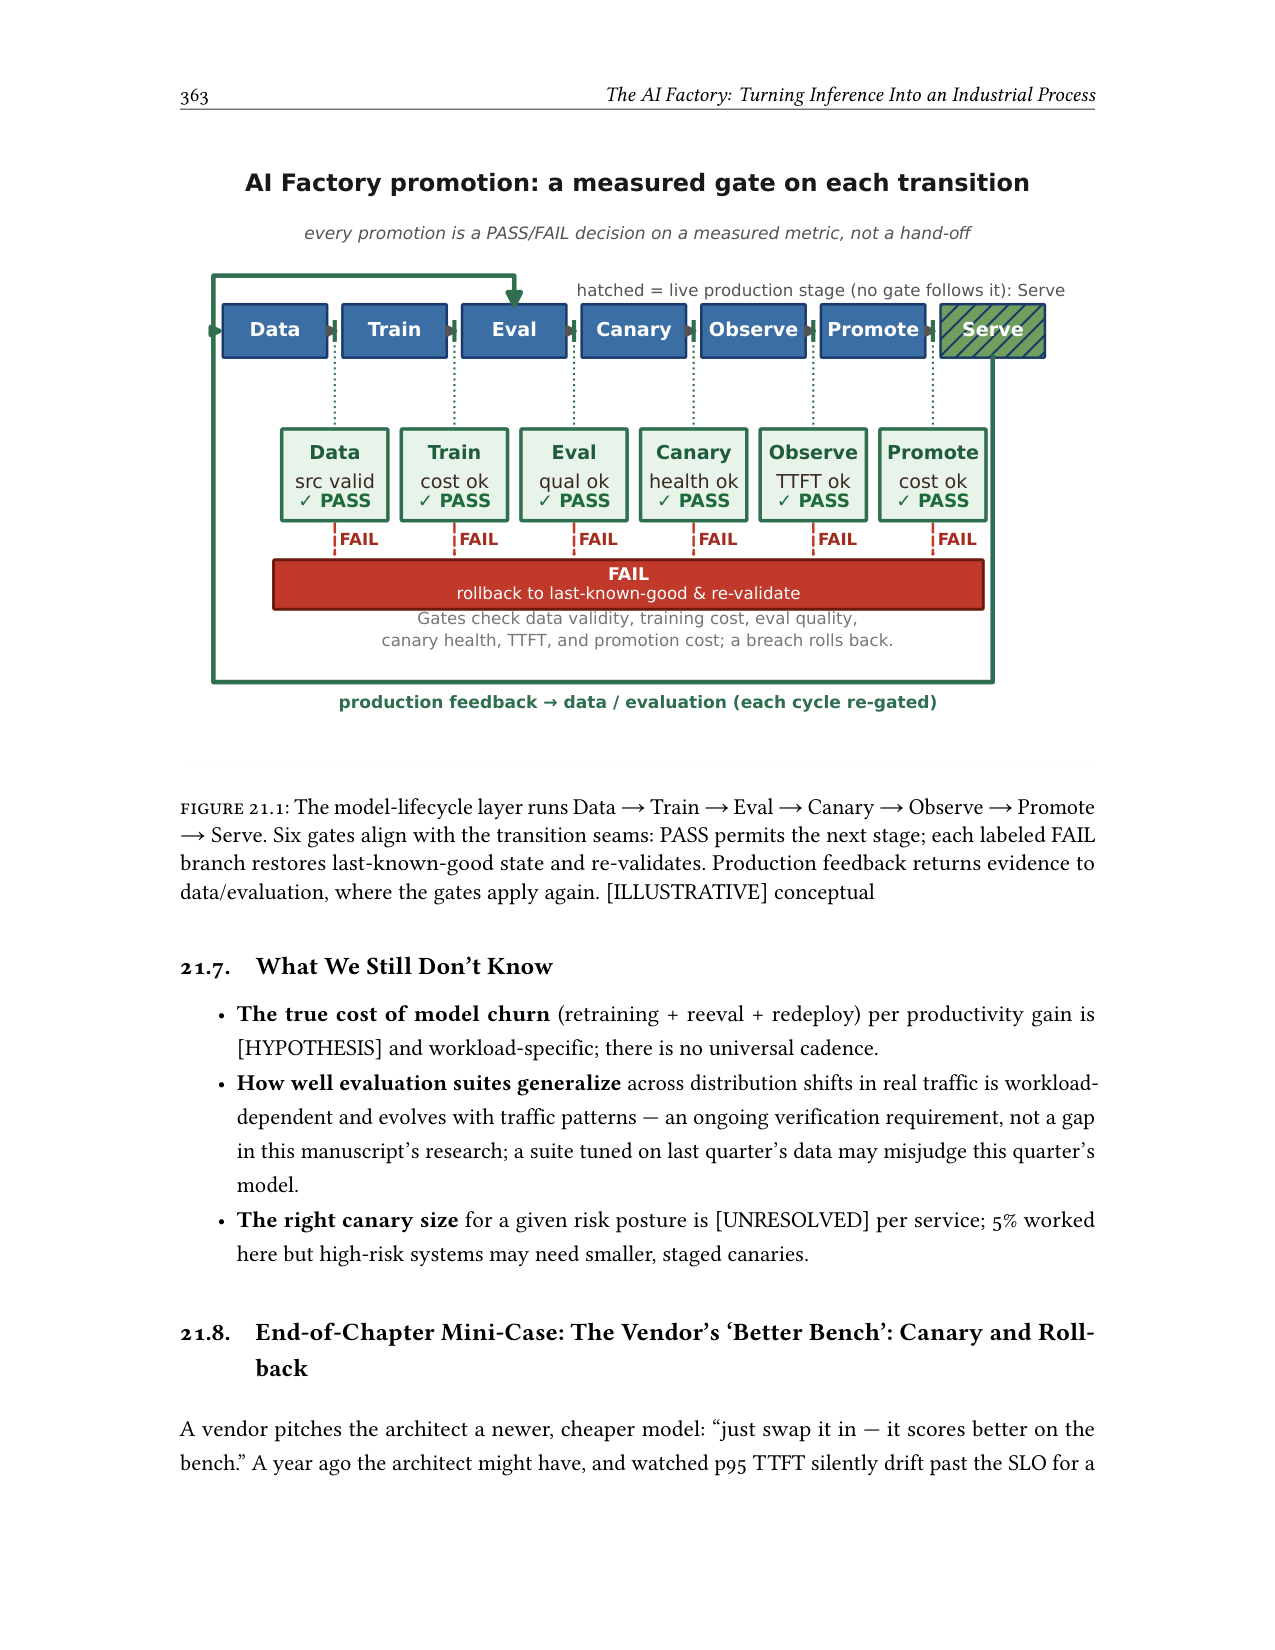 363 The AI Factory: Turning Inference Into an Industrial Process
AI Factory promotion: a measured gate on each transition
every promotion is a PASS/FAIL decision on a measured metric, not a hand-off
hatched = live production stage (no gate follows it): Serve
Data Train Eval Canary Observe Promote Serve
Data Train Eval Canary Observe Promote
src valid cost ok qual ok health ok TTFT ok cost ok
✓ PASS ✓ PASS ✓ PASS ✓ PASS ✓ PASS ✓ PASS
FAIL FAIL FAIL FAIL FAIL FAIL
FAIL
rollback to last-known-good & re-validate
Gates check data validity, training cost, eval quality,
canary health, TTFT, and promotion cost; a breach rolls back.
production feedback → data / evaluation (each cycle re-gated)
FIGURE 21.1: The model-lifecycle layer runs Data → Train → Eval → Canary → Observe → Promote
→ Serve. Six gates align with the transition seams: PASS permits the next stage; each labeled FAIL
branch restores last-known-good state and re-validates. Production feedback returns evidence to
data/evaluation, where the gates apply again. [ILLUSTRATIVE] conceptual
21.7. What We Still Don’t Know
• The true cost of model churn (retraining + reeval + redeploy) per productivity gain is
[HYPOTHESIS] and workload-specific; there is no universal cadence.
• How well evaluation suites generalize across distribution shifts in real traffic is workload-
dependent and evolves with traffic patterns — an ongoing verification requirement, not a gap
in this manuscript’s research; a suite tuned on last quarter’s data may misjudge this quarter’s
model.
• The right canary size for a given risk posture is [UNRESOLVED] per service; 5% worked
here but high-risk systems may need smaller, staged canaries.
21.8. End-of-Chapter Mini-Case: The Vendor’s ‘Better Bench’: Canary and Roll-
back
A vendor pitches the architect a newer, cheaper model: “just swap it in — it scores better on the
bench.” A year ago the architect might have, and watched p95 TTFT silently drift past the SLO for a